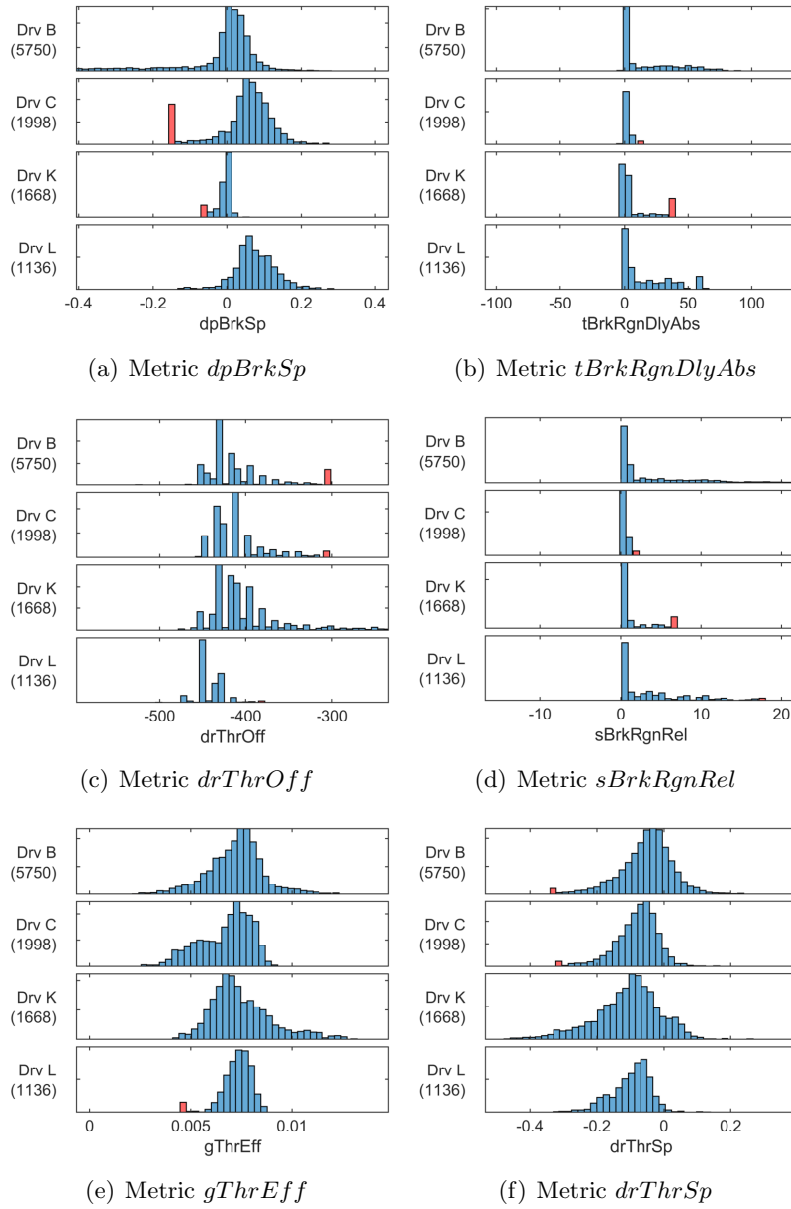 Drv B
(5750)
Drv C
(1998)
Drv K
(1668)
Drv L
(1136)
-0.4 -0.2 0 0.2 0.4
dpBrkSp
(a) Metric dpBrkSp
Drv B
(5750)
Drv C
(1998)
Drv K
(1668)
Drv L
(1136)
-100 -50 0 50 100
tBrkRgnDlyAbs
(b) Metric tBrkRgnDlyAbs
Drv B
(5750)
Drv C
(1998)
Drv K
(1668)
Drv L
(1136)
-500 -400 -300
drThrOff
(c) Metric drThrOff
Drv B
(5750)
Drv C
(1998)
Drv K
(1668)
Drv L
(1136)
-10 0 10 20
sBrkRgnRel
(d) Metric sBrkRgnRel
Drv B
(5750)
Drv C
(1998)
Drv K
(1668)
Drv L
(1136)
0 0.005 0.01
gThrEff
(e) Metric gThrEff
Drv B
(5750)
Drv C
(1998)
Drv K
(1668)
Drv L
(1136)
-0.4 -0.2 0 0.2
drThrSp
(f) Metric drThrSp